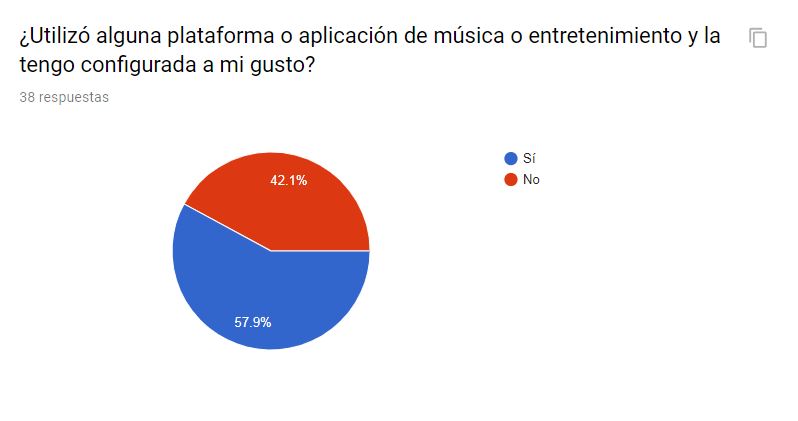 ¿Utilizó alguna plataforma o aplicación de música o entretenimiento y la
tengo configurada a mi gusto?
38 respuestas
Sí
No
42.1%
57.9%